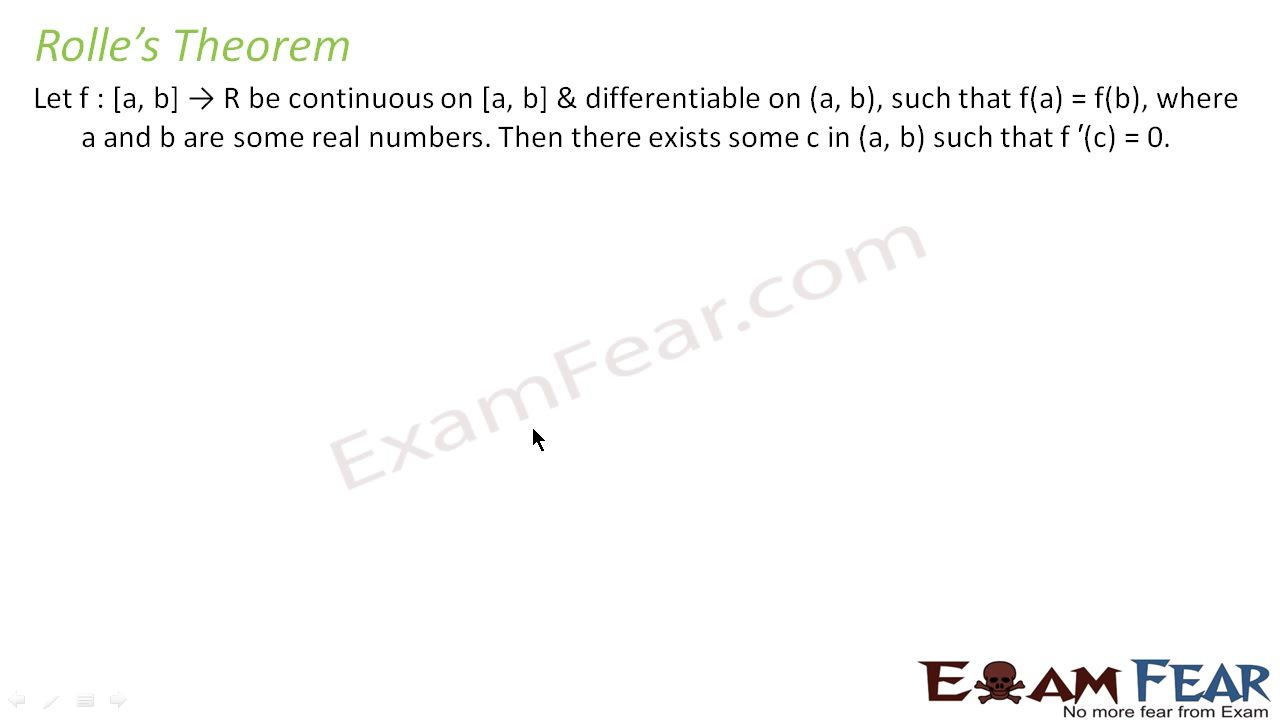 Rolle’s Theorem
Let f : [a, b] → R be continuous on [a, b] & differentiable on (a, b), such that f(a) = f(b), where
a and b are some real numbers. Then there exists some c in (a, b) such that f ′(c) = 0.
ExamFear.com
EXAM FEAR
No more fear from Exam